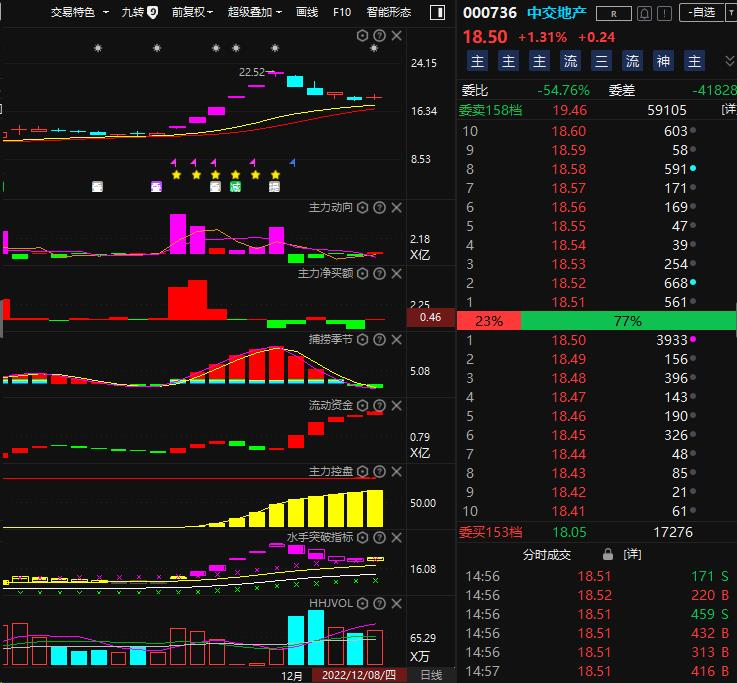 交易特色 九转 9 前复权 超级叠加 画线 F10 智能形态
000736 中交地产 R -自选
18.50 +1.31% +0.24
主 主 主 流 三 流 神 主
委比 -54.76% 委差 -41828
委卖158档 19.46 59105 [详
10 18.60 603
9 18.59 58
8 18.58 591
7 18.57 171
6 18.56 169
5 18.55 47
4 18.54 39
3 18.53 254
2 18.52 668
1 18.51 561
23% 77%
1 18.50 3933
2 18.49 156
3 18.48 396
4 18.47 143
5 18.46 190
6 18.45 326
7 18.44 48
8 18.43 85
9 18.42 21
10 18.41 61
委买153档 18.05 17276
分时成交 [详]
14:56 18.51 171 S
14:56 18.52 220 B
14:56 18.51 459 S
14:56 18.51 432 B
14:56 18.51 313 B
14:57 18.51 416 B
22.52
24.15
16.34
8.53
减
主力动向
2.18
X亿
主力净买额
2.25
0.46
捕捞季节
5.08
流动资金
0.79
X亿
主力控盘
50.00
水手突破指标
16.08
HHJVOL
65.29
X万
12月 2022/12/08/四 日线